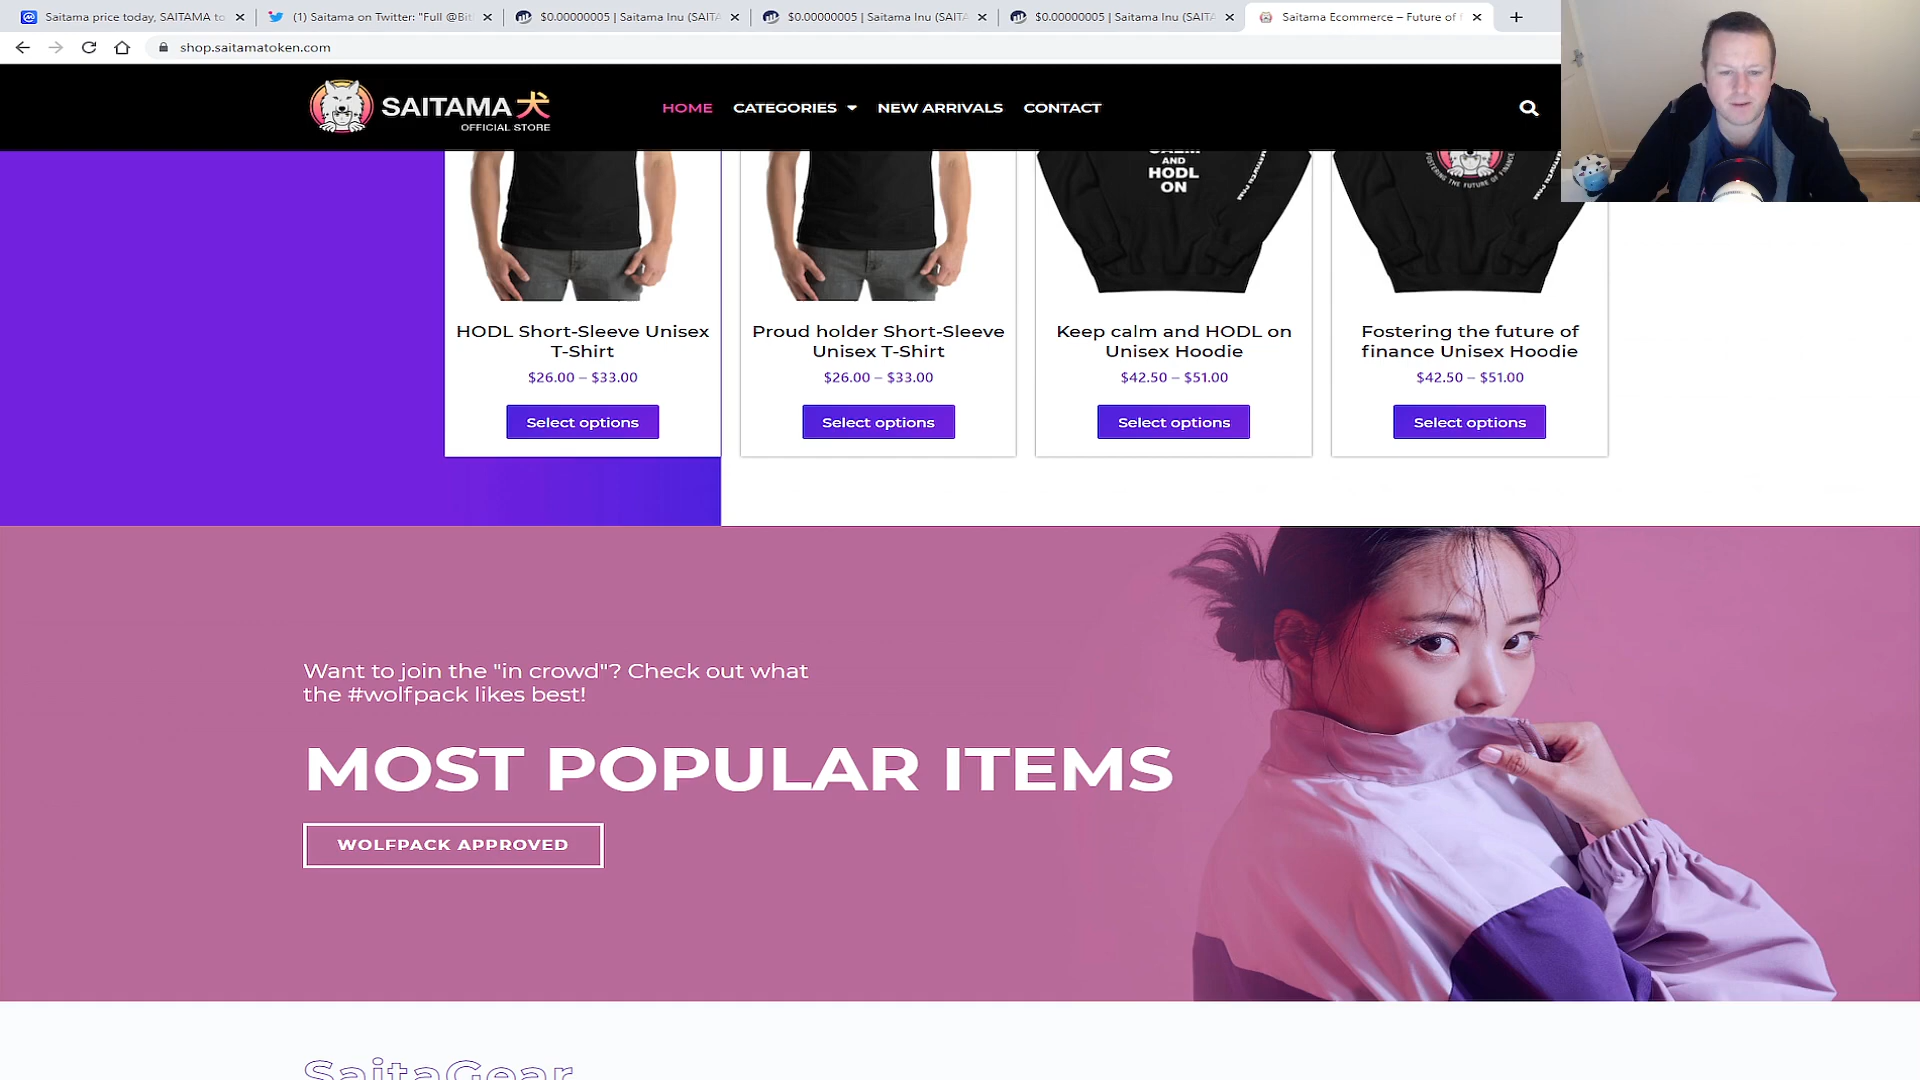 Saitama price today, SAITAMA to
(1) Saitama on Twitter: "Full @Bit
$0.00000005 | Saitama Inu (SAITA
$0.00000005 | Saitama Inu (SAITA
$0.00000005 | Saitama Inu (SAITA
Saitama Ecommerce – Future of f
shop.saitamatoken.com
SAITAMA 犬
OFFICIAL STORE
HOME
CATEGORIES
NEW ARRIVALS
CONTACT
AND
HODL
ON
FOSTERING THE FUTURE OF FINANCE
HODL Short-Sleeve Unisex
T-Shirt
$26.00 – $33.00
Select options
Proud holder Short-Sleeve
Unisex T-Shirt
$26.00 – $33.00
Select options
Keep calm and HODL on
Unisex Hoodie
$42.50 – $51.00
Select options
Fostering the future of
finance Unisex Hoodie
$42.50 – $51.00
Select options
Want to join the "in crowd"? Check out what
the #wolfpack likes best!
MOST POPULAR ITEMS
WOLFPACK APPROVED
SaitaGear